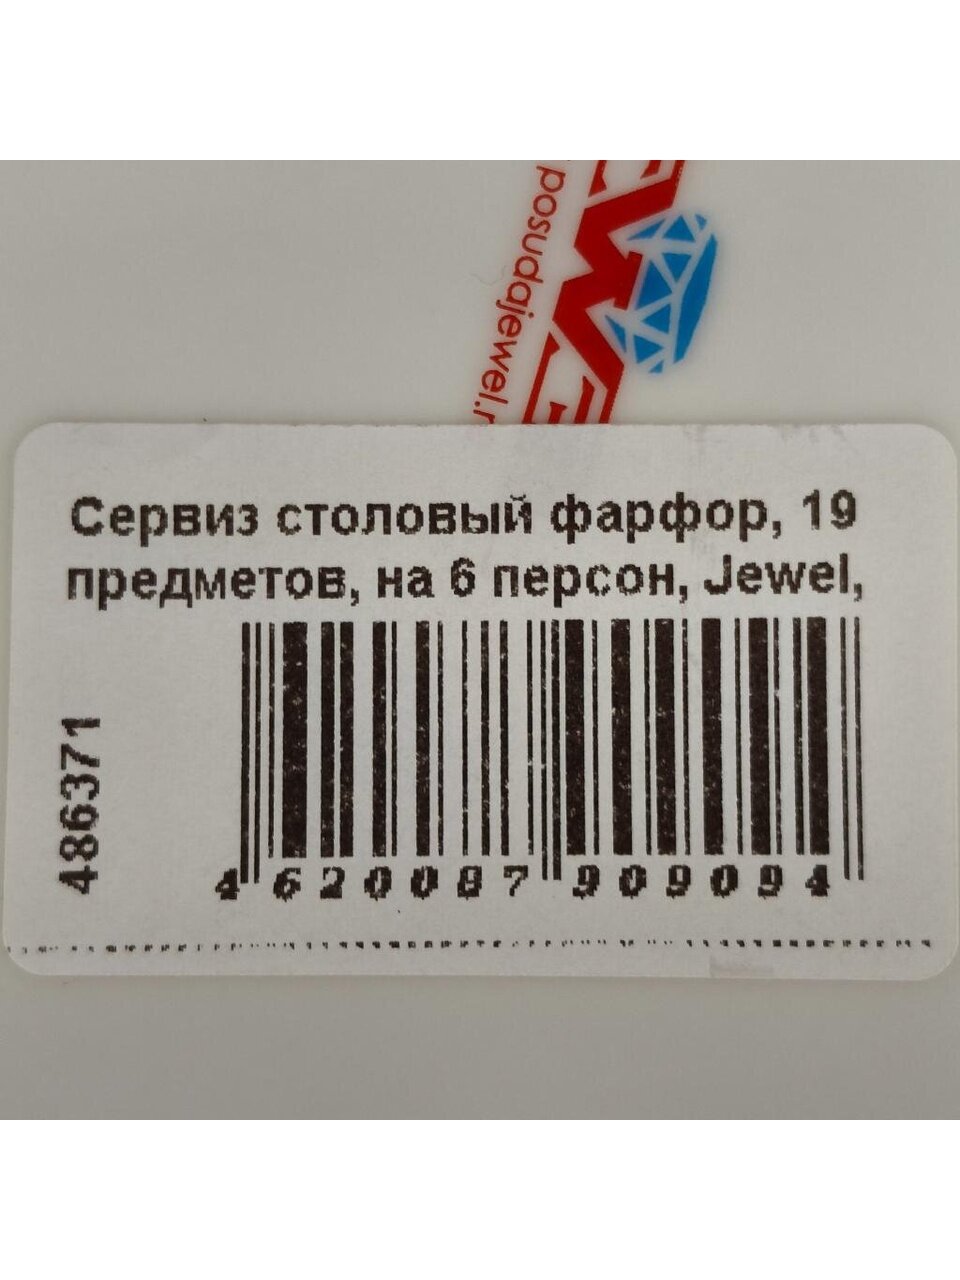 posudajewel.r
Сервиз столовый фарфор, 19
предметов, на 6 персон, Jewel,
486371
4 620087 909094